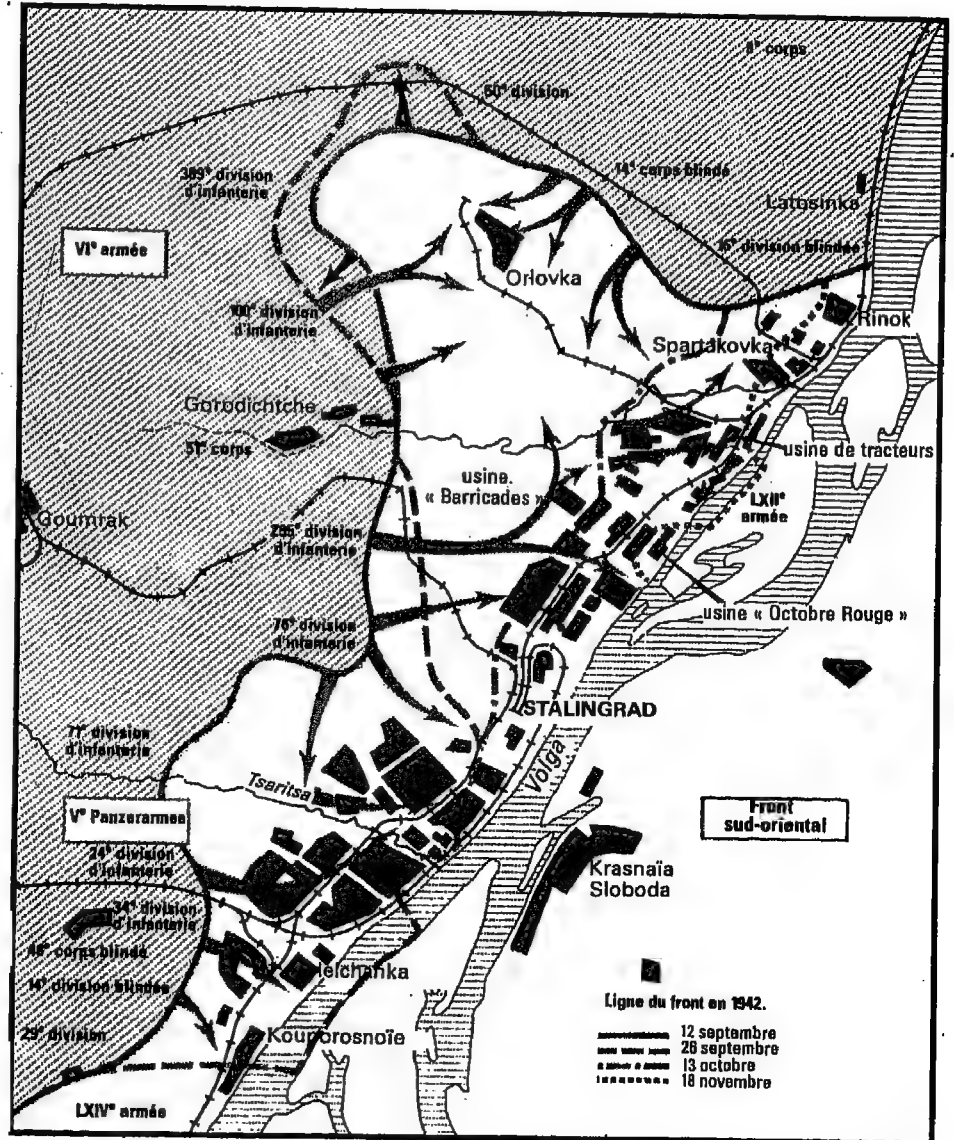 8e corps
60e division
14e corps blindé
389e division
d'infanterie
Latosinka
VIe armée
16e division blindée
Orlovka
Rinok
100e division
d'infanterie
Spartakovka
Gorodichtche
51e corps
usine de tracteurs
usine
« Barricades »
LXIIe
armée
Goumrak
295e division
d'infanterie
usine « Octobre Rouge »
76e division
d'infanterie
STALINGRAD
71e division
d'infanterie
Volga
Tsaritsa
Ve Panzerarmee
Front
sud-oriental
24e division
d'infanterie
Krasnaïa
Sloboda
34e division
d'infanterie
48e corps blindé
Ielchanka
14e division blindée
Ligne du front en 1942.
29e division
Kouporosnoïe
12 septembre
26 septembre
13 octobre
18 novembre
LXIVe armée